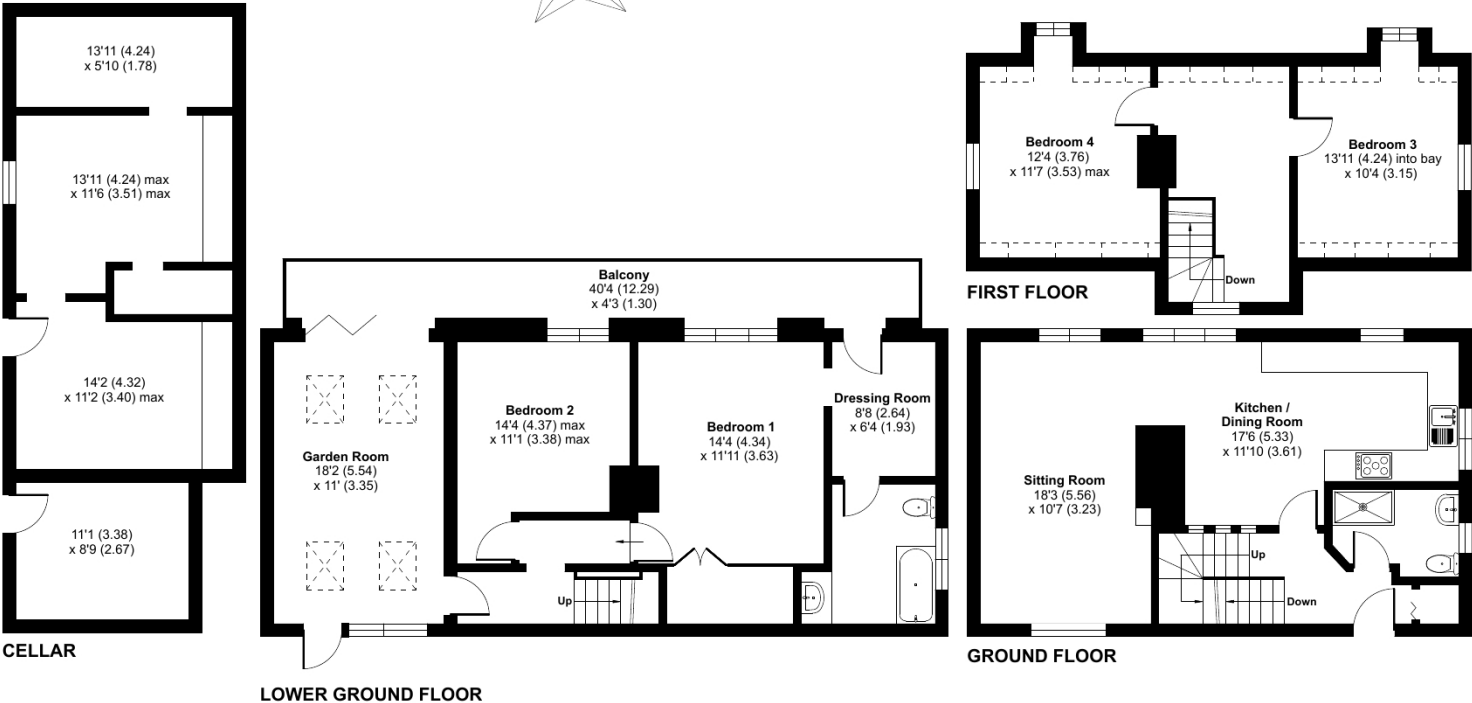 13'11 (4.24)
x 5'10 (1.78)
13'11 (4.24) max
x 11'6 (3.51) max
14'2 (4.32)
x 11'2 (3.40) max
11'1 (3.38)
x 8'9 (2.67)
CELLAR
Balcony
40'4 (12.29)
x 4'3 (1.30)
Garden Room
18'2 (5.54)
x 11' (3.35)
Bedroom 2
14'4 (4.37) max
x 11'1 (3.38) max
Bedroom 1
14'4 (4.34)
x 11'11 (3.63)
Dressing Room
8'8 (2.64)
x 6'4 (1.93)
Up
LOWER GROUND FLOOR
Bedroom 4
12'4 (3.76)
x 11'7 (3.53) max
Bedroom 3
13'11 (4.24) into bay
x 10'4 (3.15)
Down
FIRST FLOOR
Kitchen /
Dining Room
17'6 (5.33)
x 11'10 (3.61)
Sitting Room
18'3 (5.56)
x 10'7 (3.23)
Up
Down
GROUND FLOOR